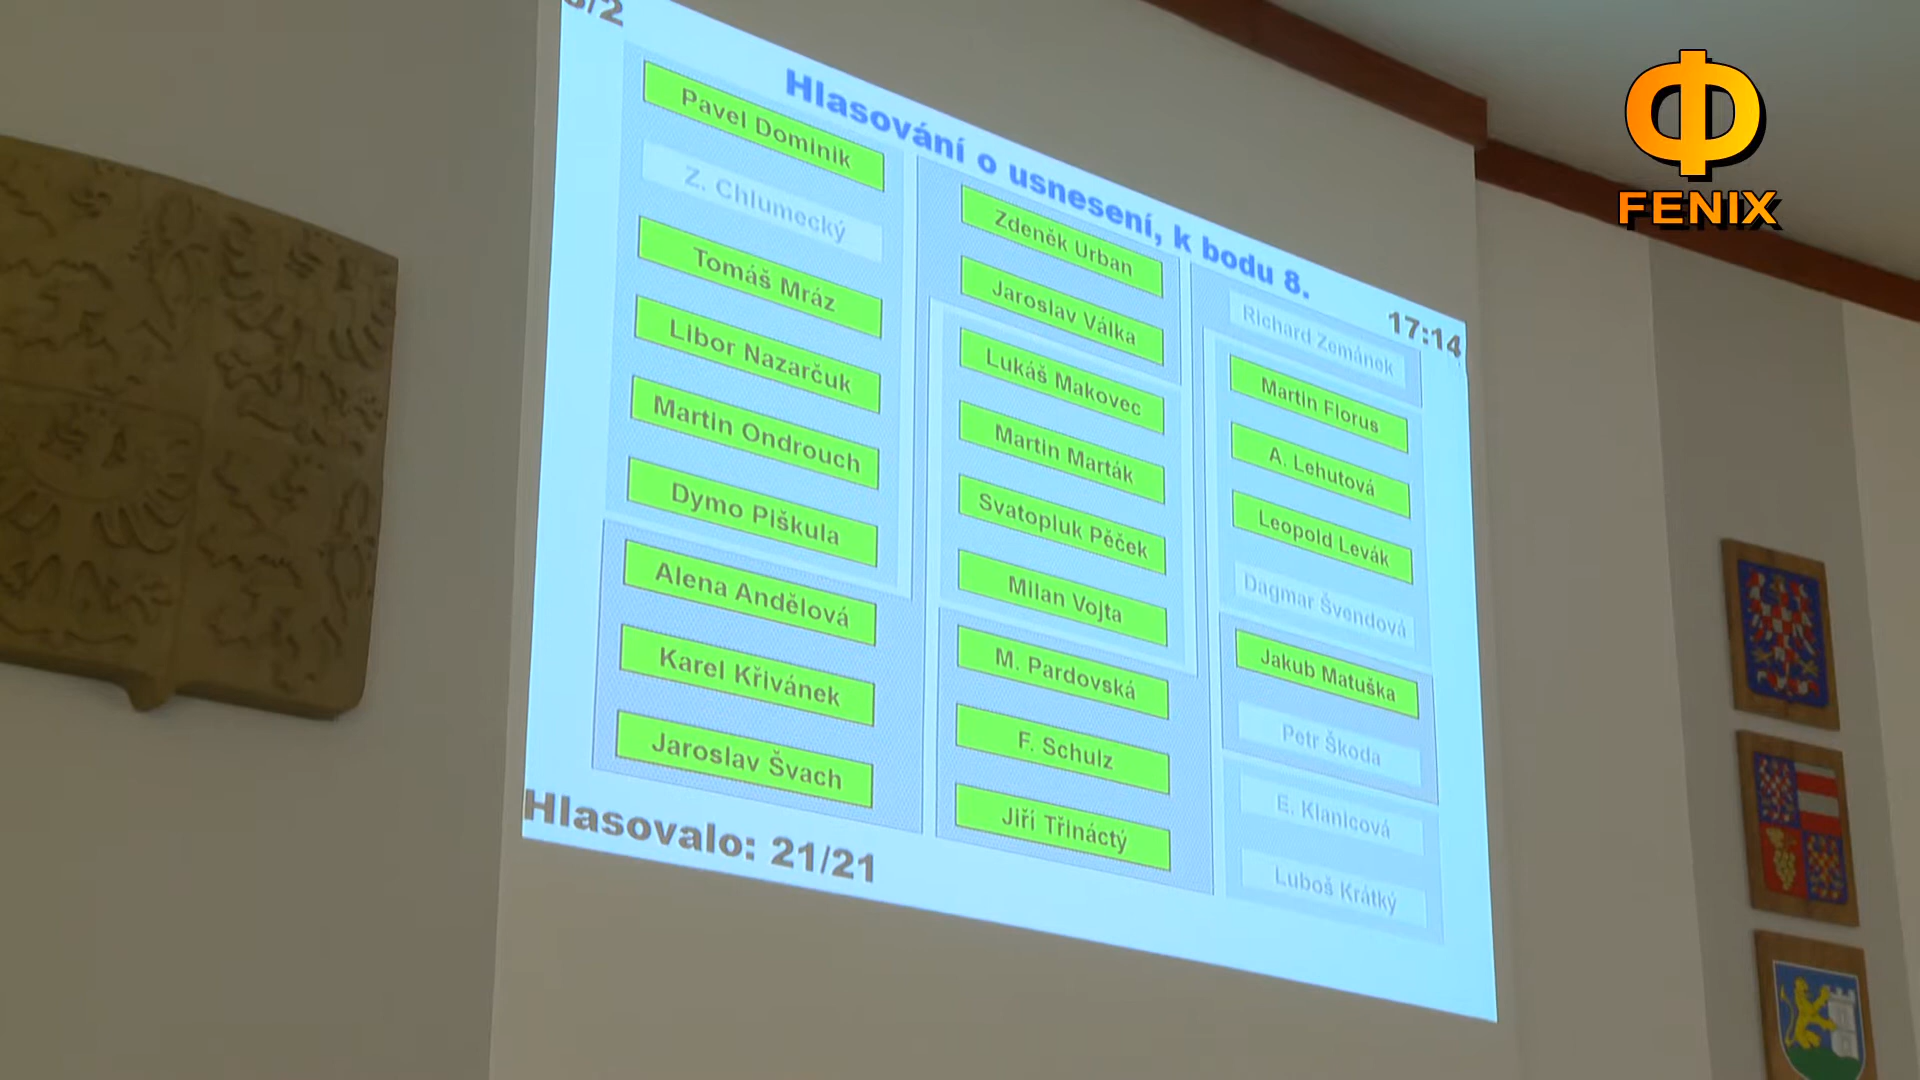 Hlasování o usnesení, k bodu 8.
17:14
Pavel Dominik
Z. Chlumecký
Tomáš Mráz
Libor Nazarčuk
Martin Ondrouch
Dymo Piškula
Alena Andělová
Karel Křivánek
Jaroslav Švach
Zdeněk Urban
Jaroslav Válka
Lukáš Makovec
Martin Marták
Svatopluk Pěček
Milan Vojta
M. Pardovská
F. Schulz
Jiří Třináctý
Richard Zemánek
Martin Florus
A. Lehutová
Leopold Levák
Dagmar Švendová
Jakub Matuška
Petr Škoda
E. Klanicová
Luboš Krátký
Hlasovalo: 21/21
FENIX